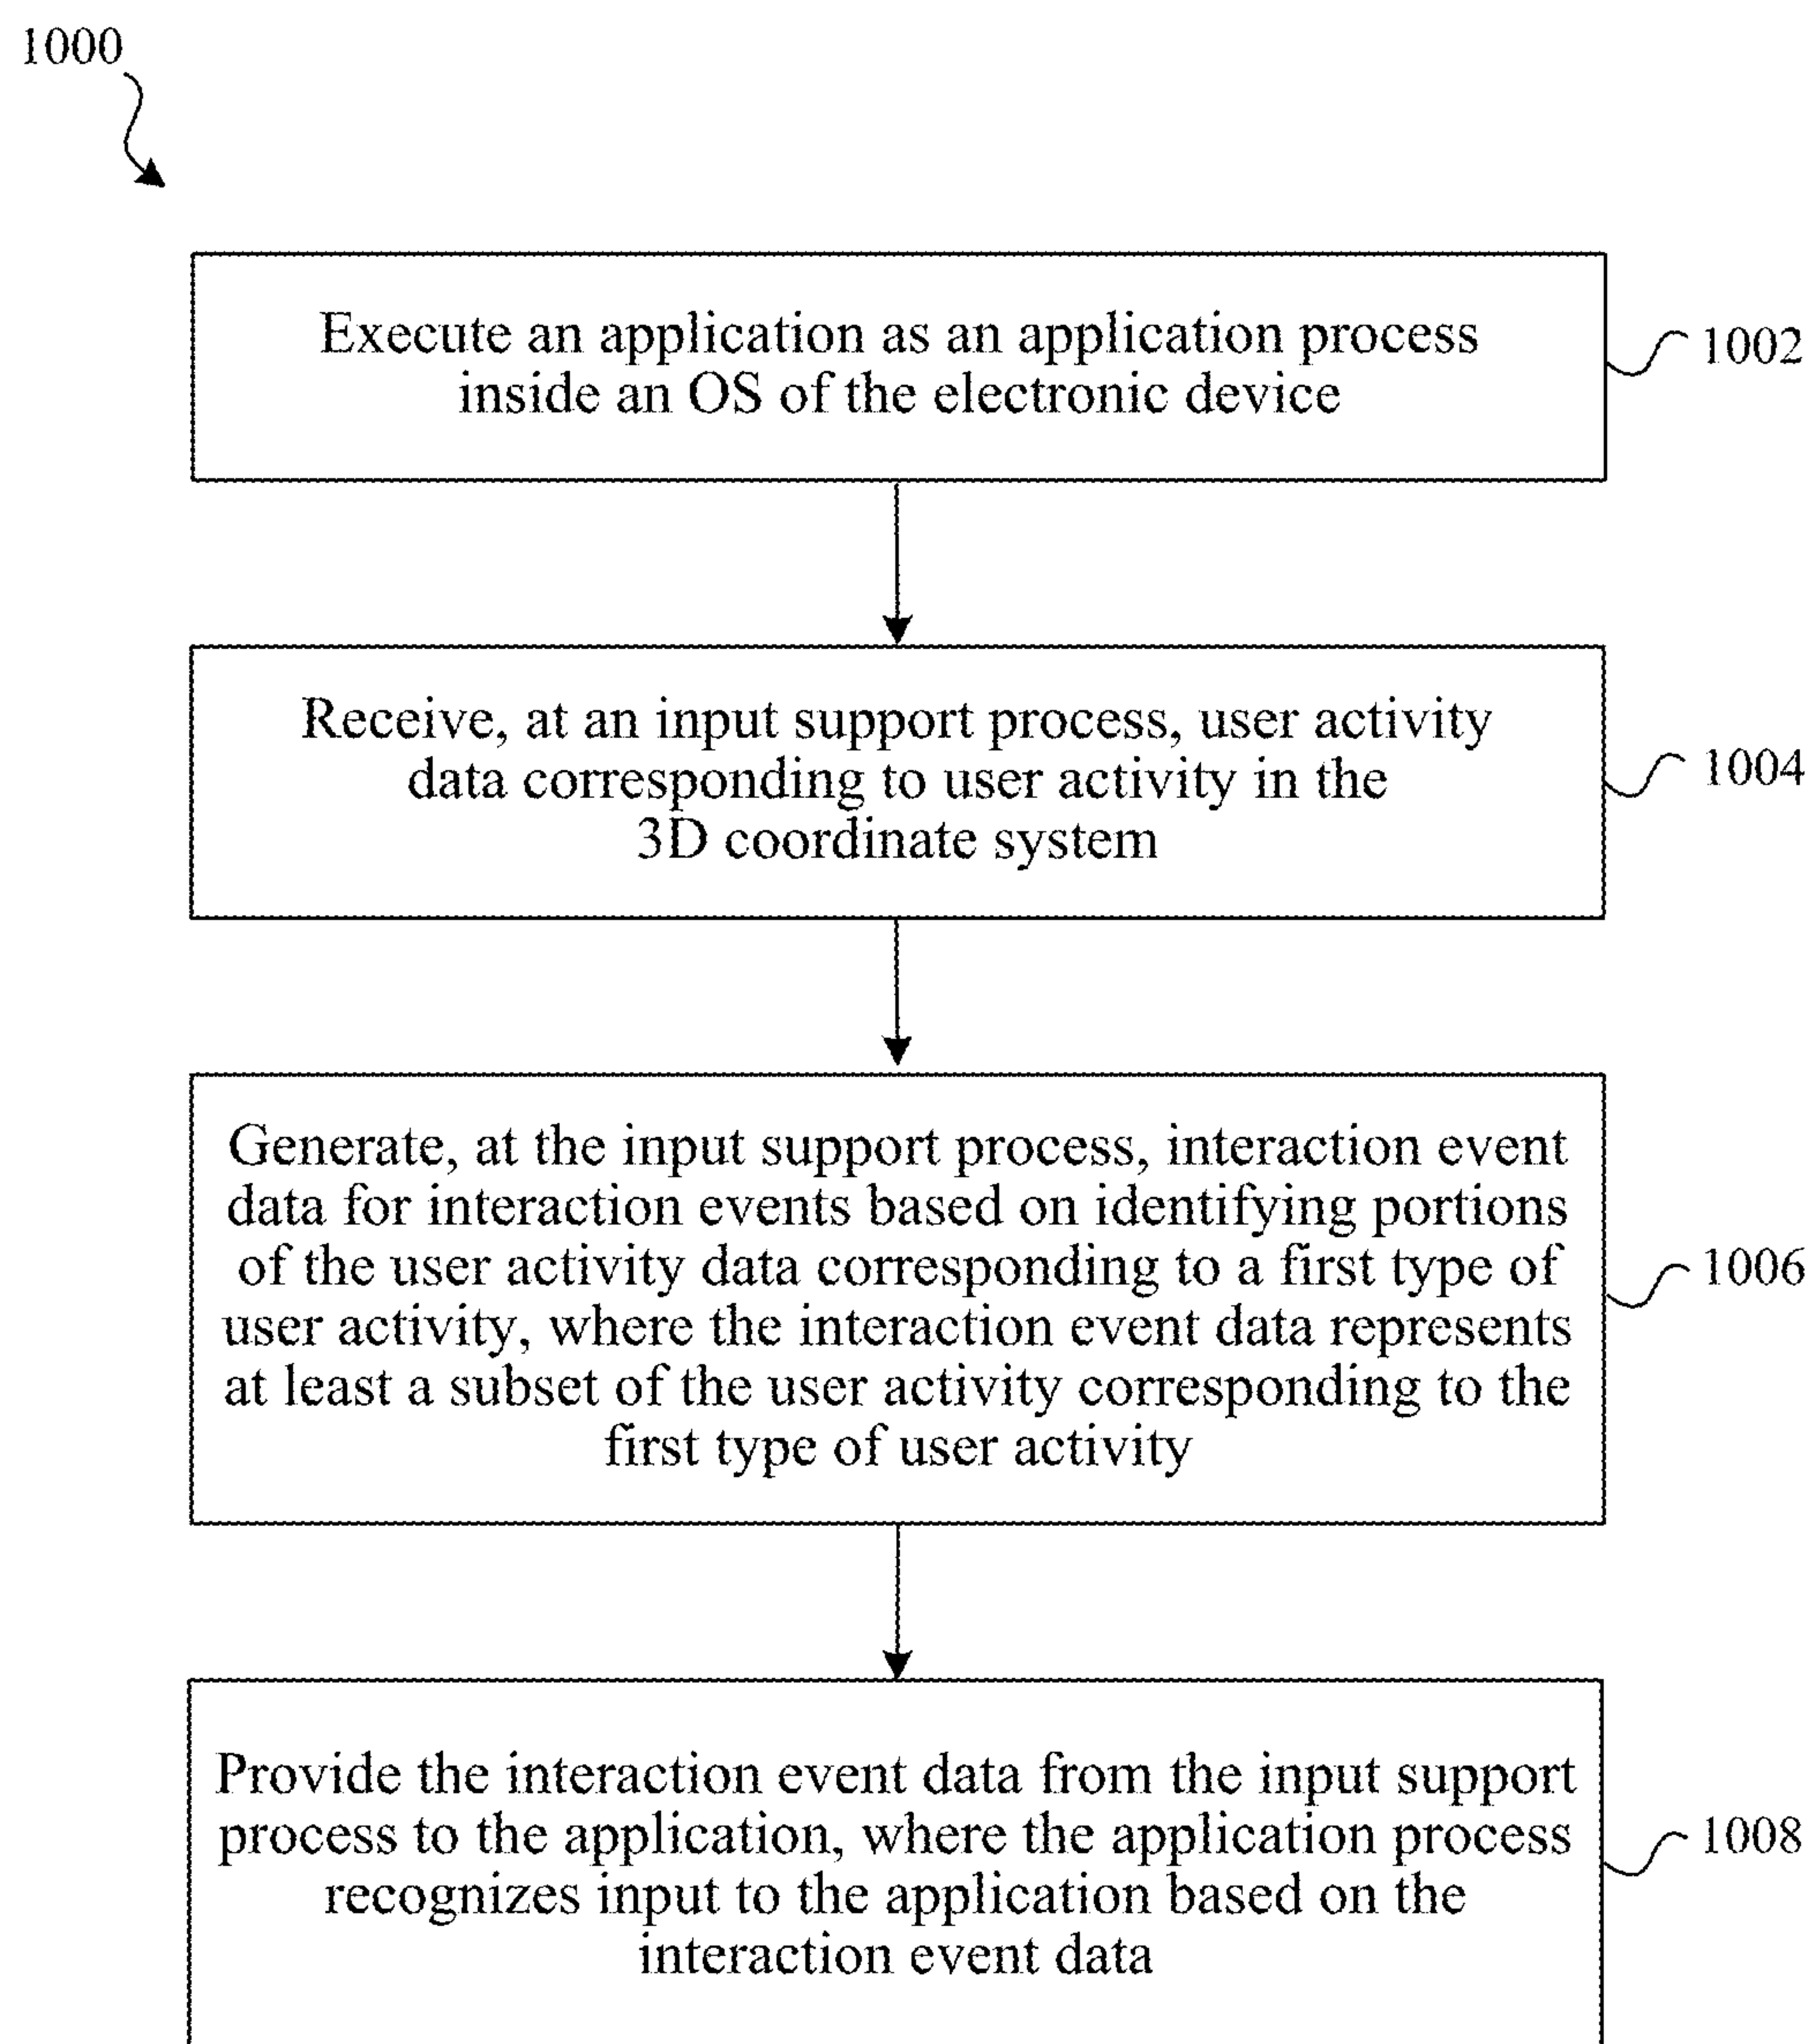 1000
Execute an application as an application process
inside an OS of the electronic device
1002
Receive, at an input support process, user activity
data corresponding to user activity in the
3D coordinate system
1004
Generate, at the input support process, interaction event
data for interaction events based on identifying portions
of the user activity data corresponding to a first type of
user activity, where the interaction event data represents
at least a subset of the user activity corresponding to the
first type of user activity
1006
Provide the interaction event data from the input support
process to the application, where the application process
recognizes input to the application based on the
interaction event data
1008